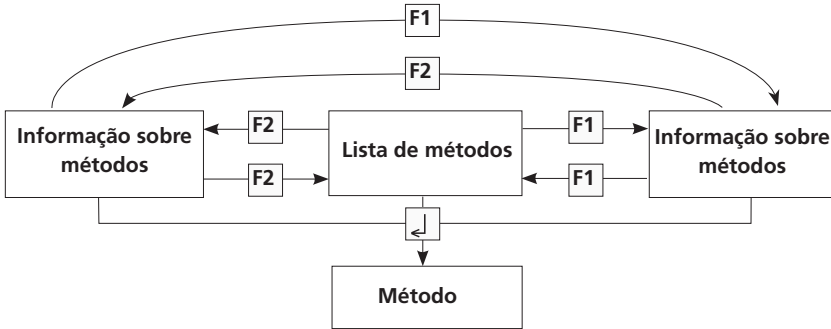 F1
F2
Informação sobre
métodos
F2
F2
Lista de métodos
F1
F1
Informação sobre
métodos
Método